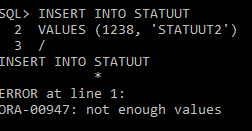 SQL> INSERT INTO STATUUT
2 VALUES (1238, 'STATUUT2')
3 /
INSERT INTO STATUUT
*
ERROR at line 1:
ORA-00947: not enough values